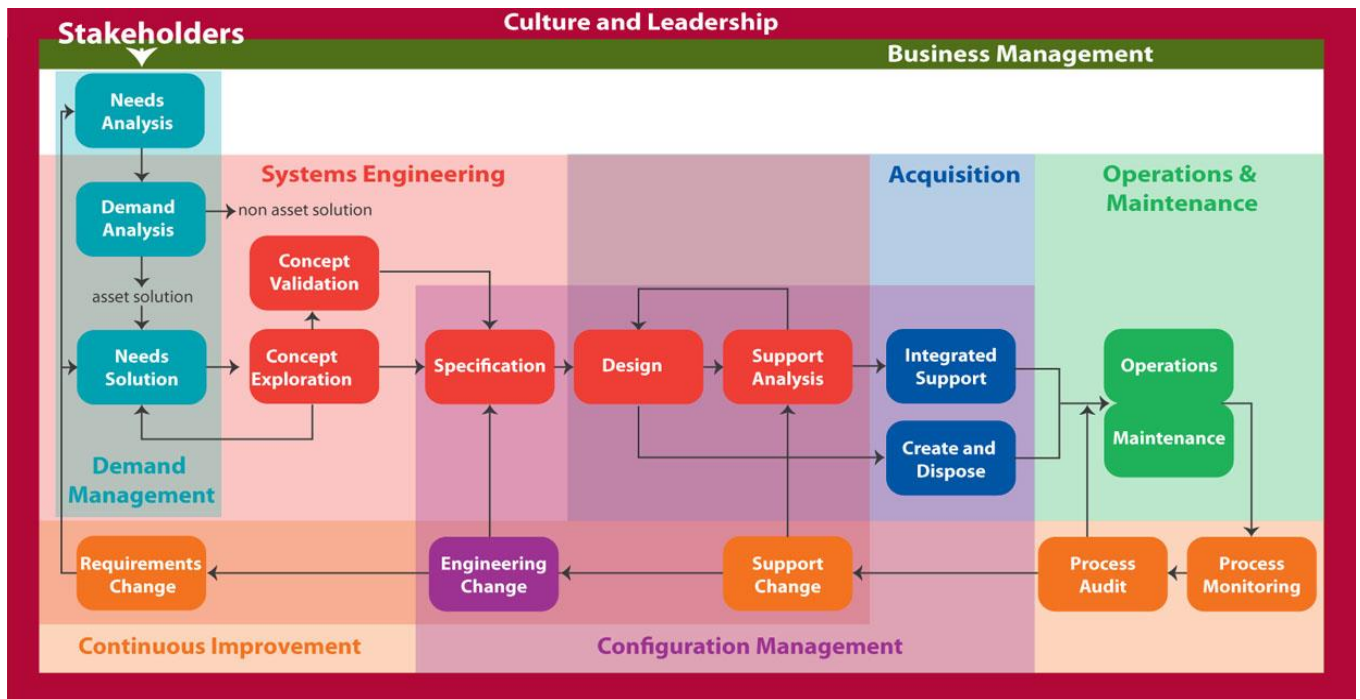 Culture and Leadership
Stakeholders
Business Management
Needs
Analysis
Systems Engineering
Acquisition
Operations &
Maintenance
Demand
Analysis
non asset solution
Concept
Validation
asset solution
Needs
Solution
Concept
Exploration
Specification
Design
Support
Analysis
Integrated
Support
Operations
Maintenance
Create and
Dispose
Demand
Management
Requirements
Change
Engineering
Change
Support
Change
Process
Audit
Process
Monitoring
Continuous Improvement
Configuration Management